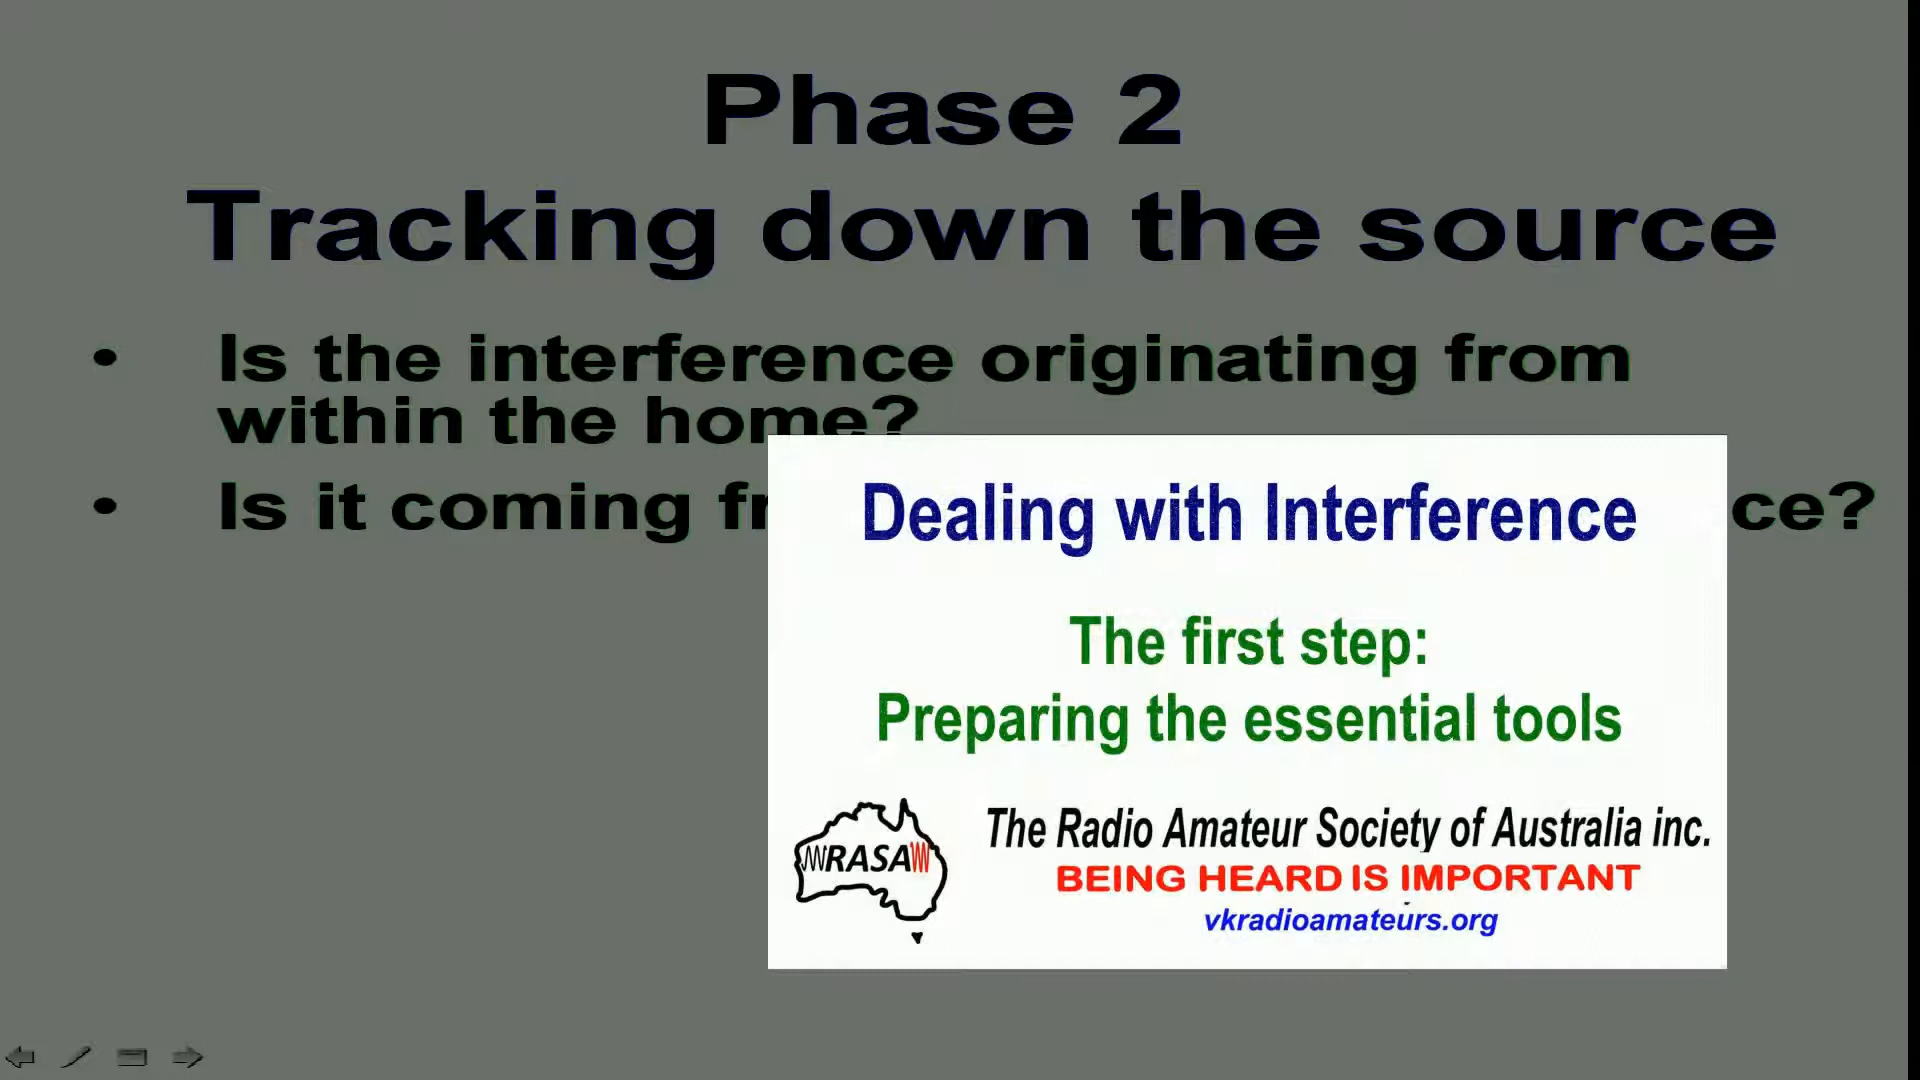 Phase 2
Tracking down the source
• Is the interference originating from
within the home?
• Is it coming fr ce?
Dealing with Interference
The first step:
Preparing the essential tools
RASA
The Radio Amateur Society of Australia inc.
BEING HEARD IS IMPORTANT
vkradioamateurs.org